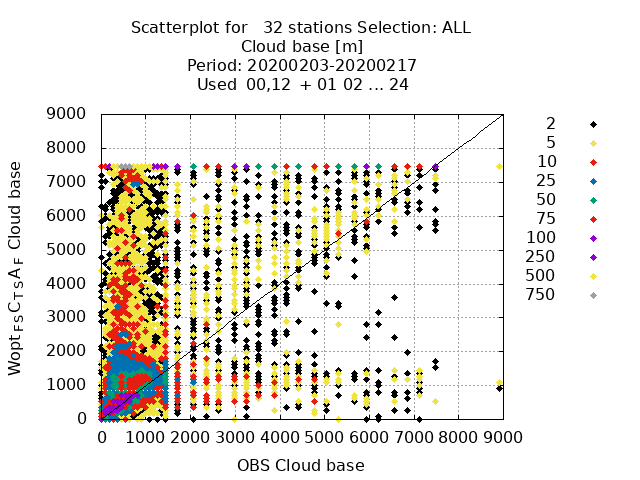 Scatterplot for   32 stations Selection: ALL
Cloud base [m]
Period: 20200203-20200217
Used  00,12  + 01 02 ... 24
9000
8000
7000
6000
5000
4000
3000
2000
1000
0
Wopt FS C TS A F Cloud base
0 1000 2000 3000 4000 5000 6000 7000 8000 9000
OBS Cloud base
2
5
10
25
50
75
100
250
500
750